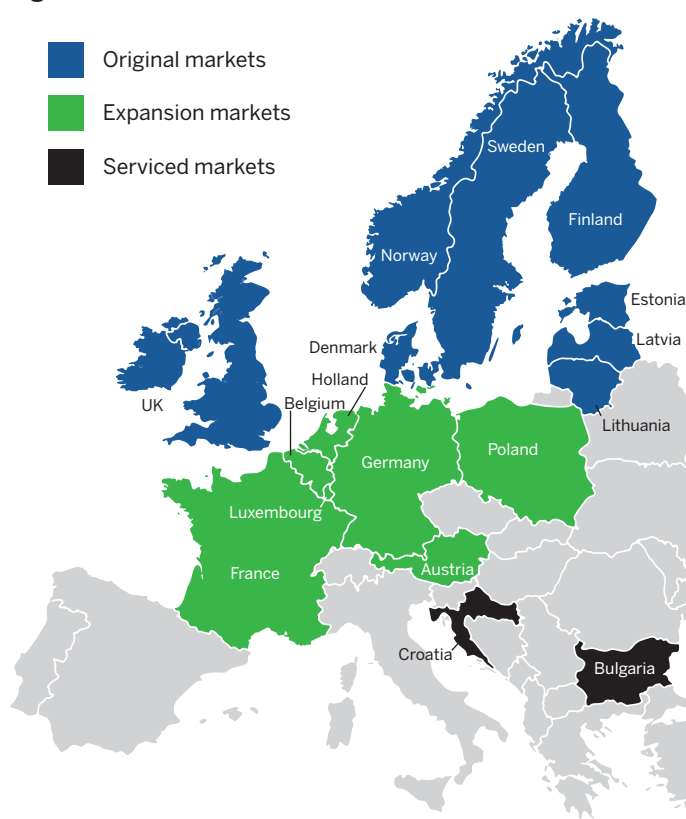 Original markets
Expansion markets
Serviced markets
Sweden
Finland
Norway
Estonia
Latvia
Denmark
Holland
Belgium
UK
Lithuania
Poland
Germany
Luxembourg
France
Austria
Croatia
Bulgaria